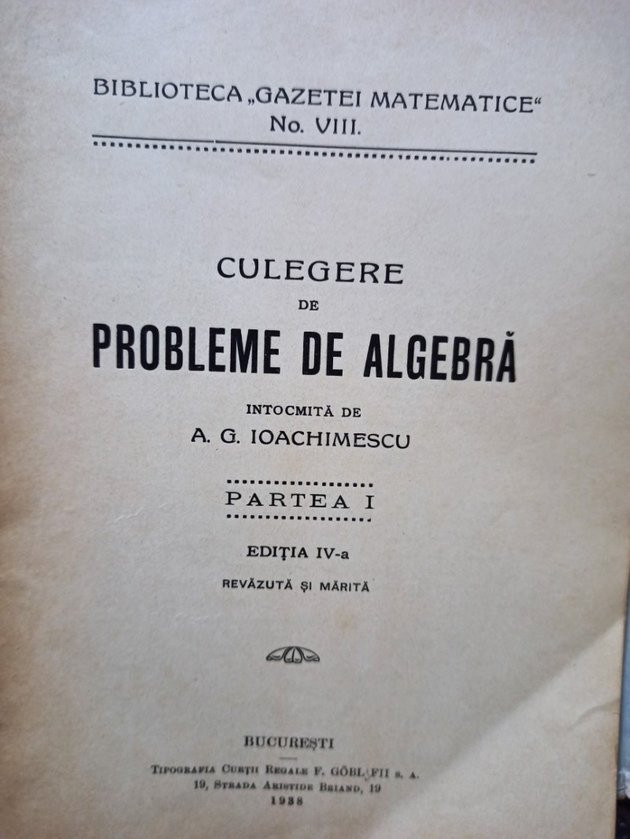 BIBLIOTECA „GAZETEI MATEMATICE“
No. VIII.
CULEGERE
DE
PROBLEME DE ALGEBRĂ
INTOCMITĂ DE
A. G. IOACHIMESCU
PARTEA I
EDIȚIA IV-a
REVĂZUTĂ ȘI MĂRITĂ
BUCUREȘTI
TIPOGRAFIA CURȚII REGALE F. GÖBL FII S. A.
19, STRADA ARISTIDE BRIAND, 19
1938